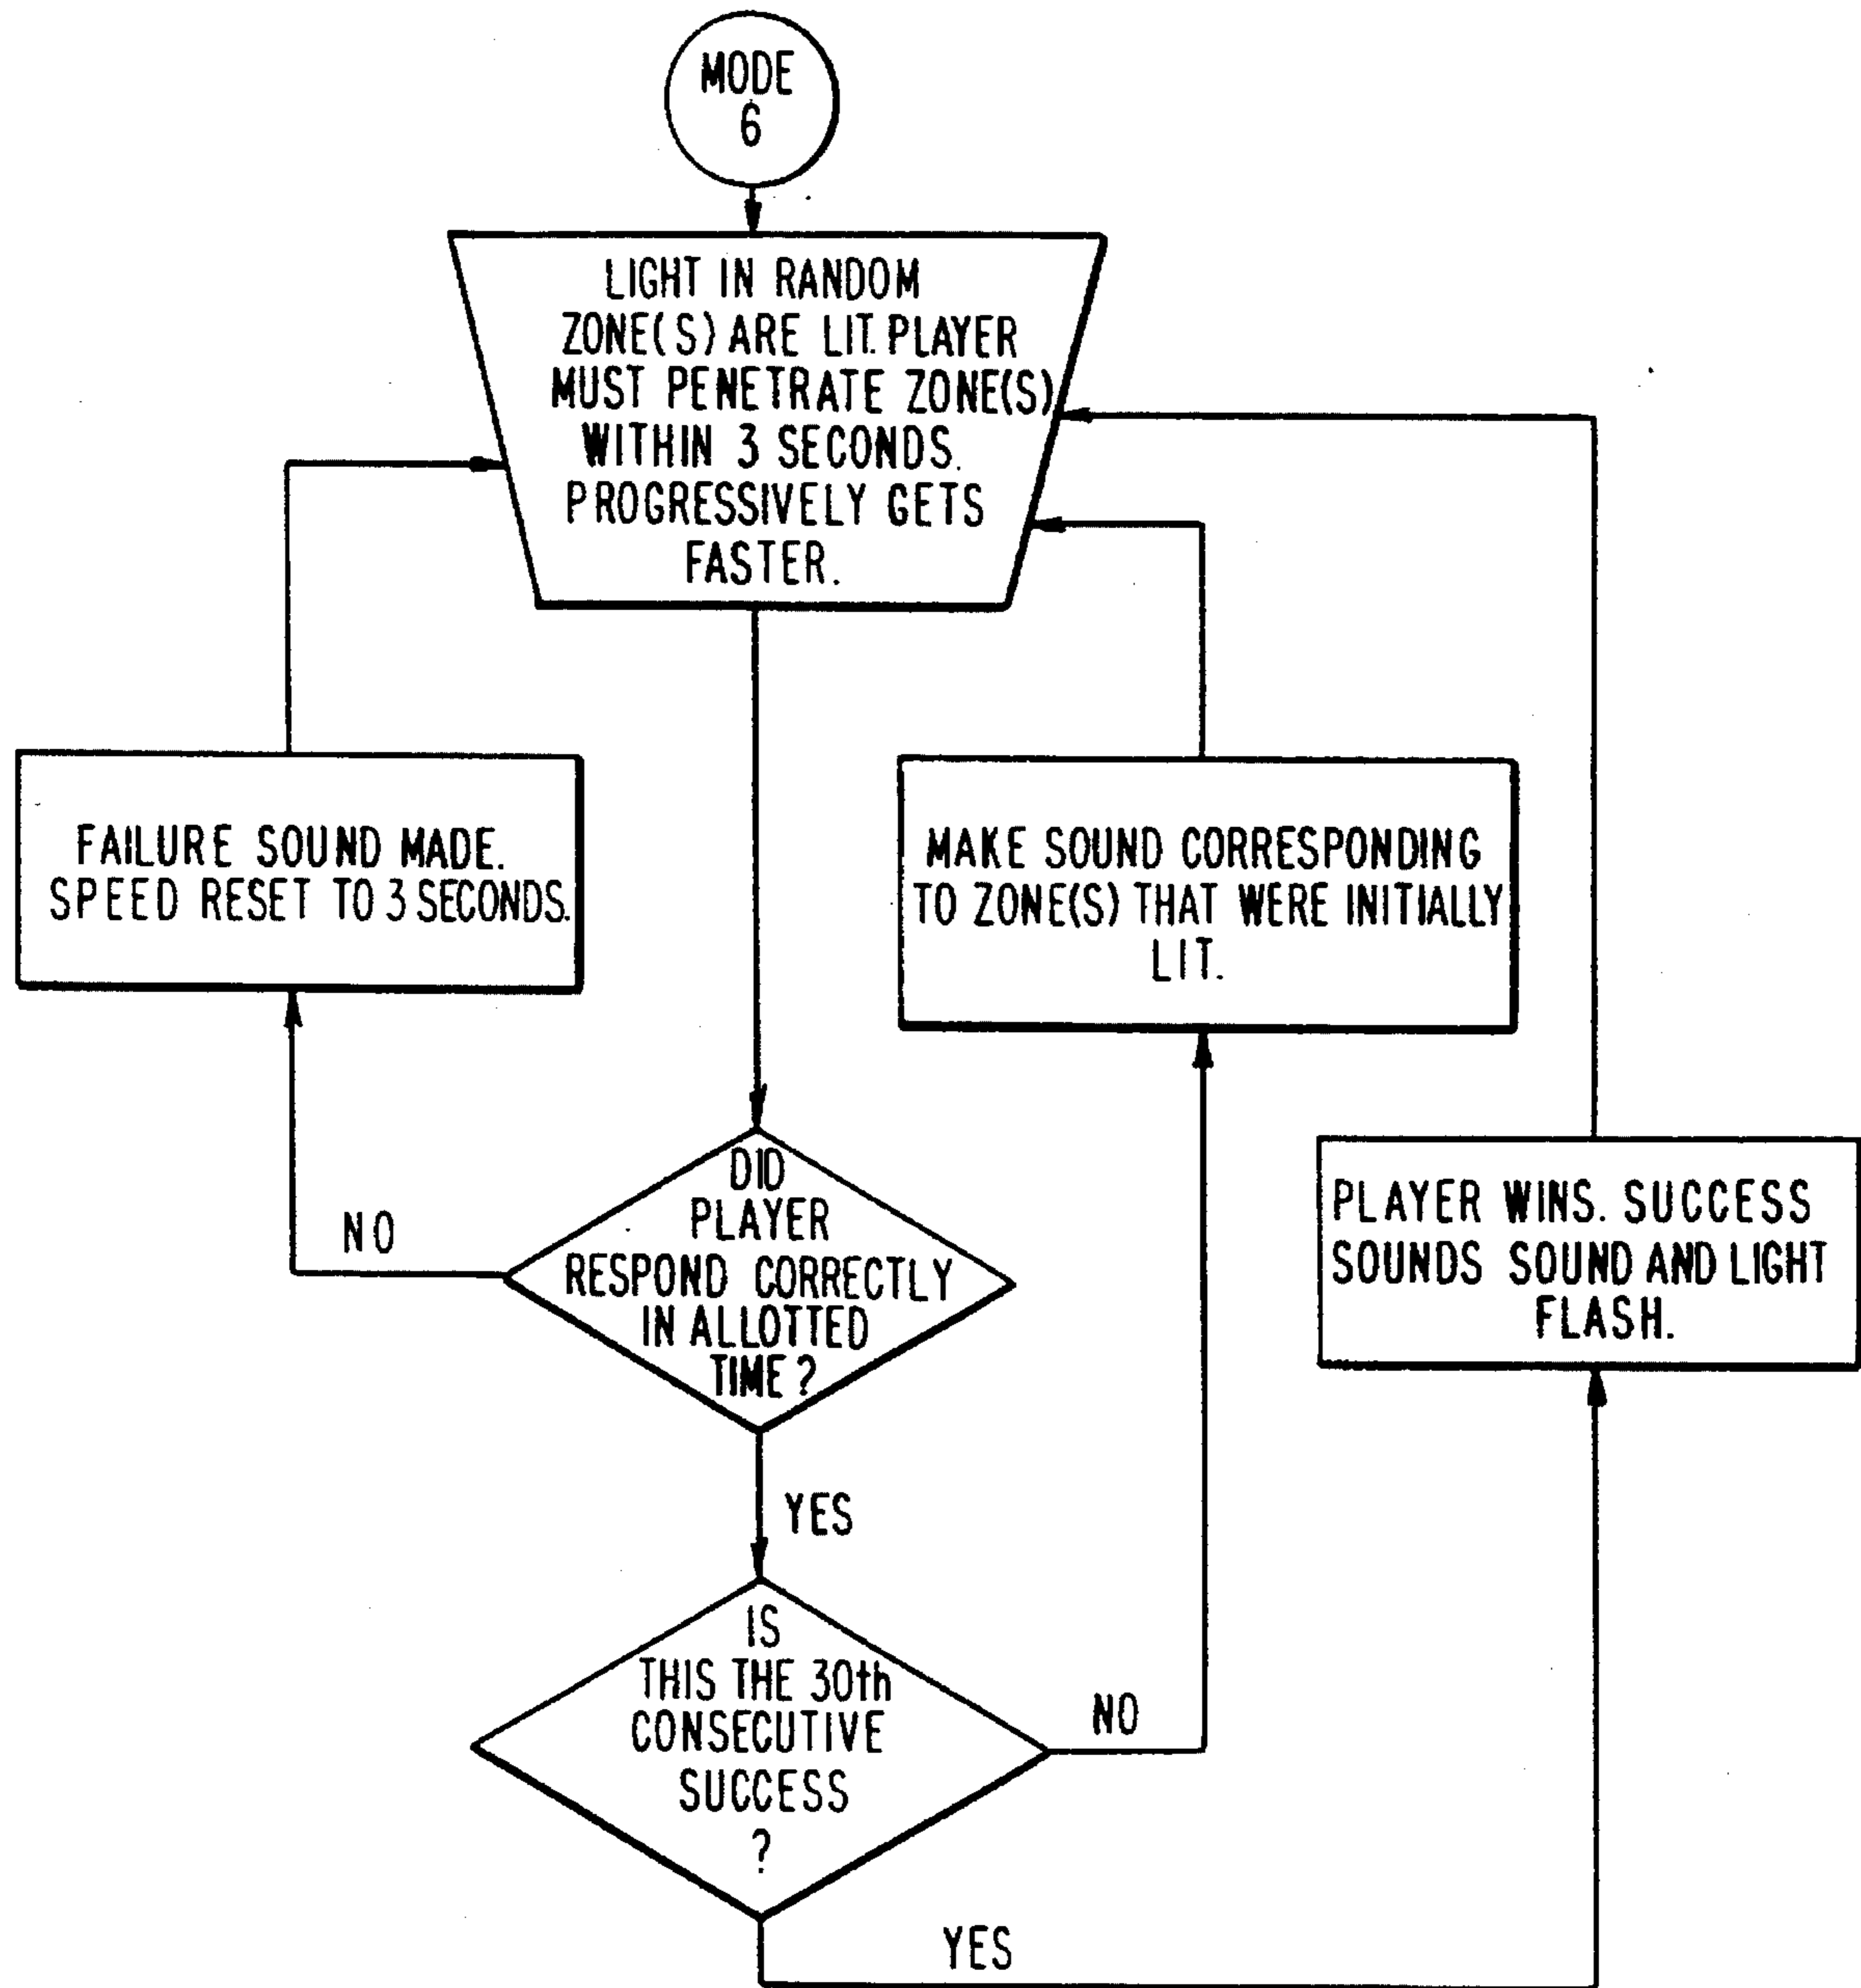 MODE
6
LIGHT IN RANDOM
ZONE(S) ARE LIT. PLAYER
MUST PENETRATE ZONE(S)
WITHIN 3 SECONDS.
PROGRESSIVELY GETS
FASTER.
FAILURE SOUND MADE.
SPEED RESET TO 3 SECONDS.
MAKE SOUND CORRESPONDING
TO ZONE(S) THAT WERE INITIALLY
LIT.
DID
PLAYER
RESPOND CORRECTLY
IN ALLOTTED
TIME?
NO
PLAYER WINS. SUCCESS
SOUNDS SOUND AND LIGHT
FLASH.
YES
IS
THIS THE 30th
CONSECUTIVE
SUCCESS
?
NO
YES